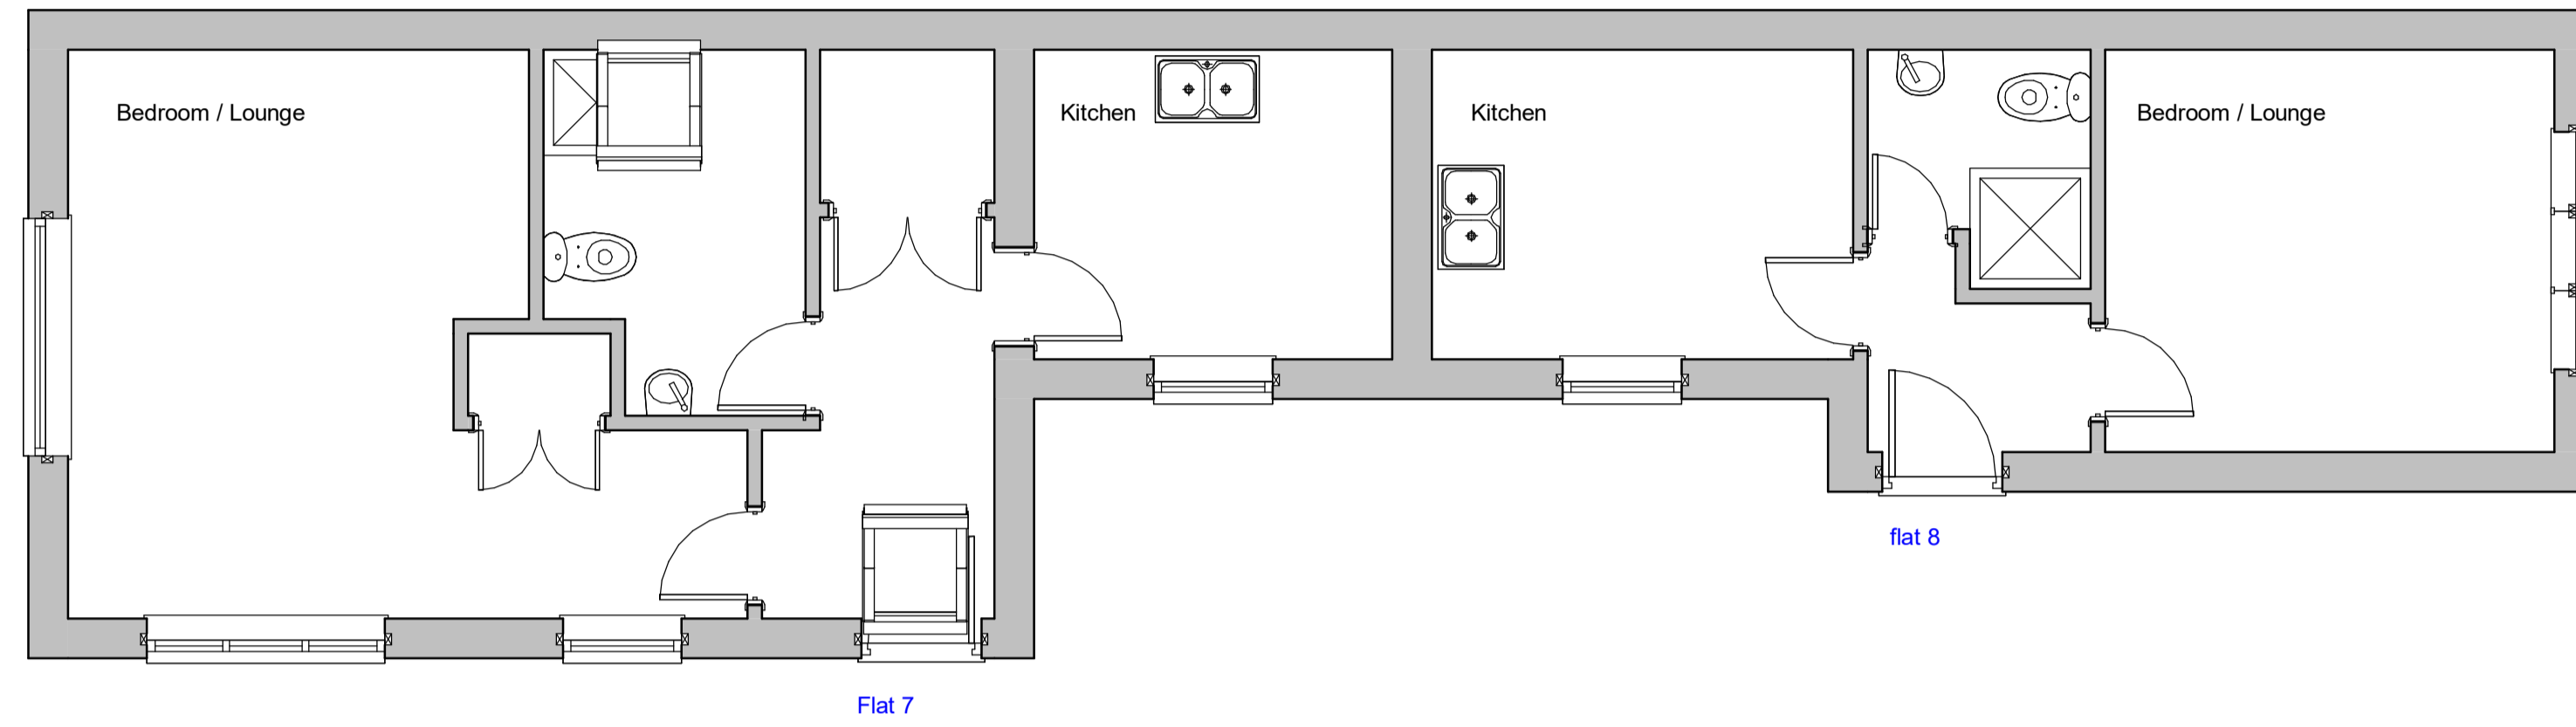 Bedroom / Lounge
Kitchen
Kitchen
Bedroom / Lounge
flat 8
Flat 7